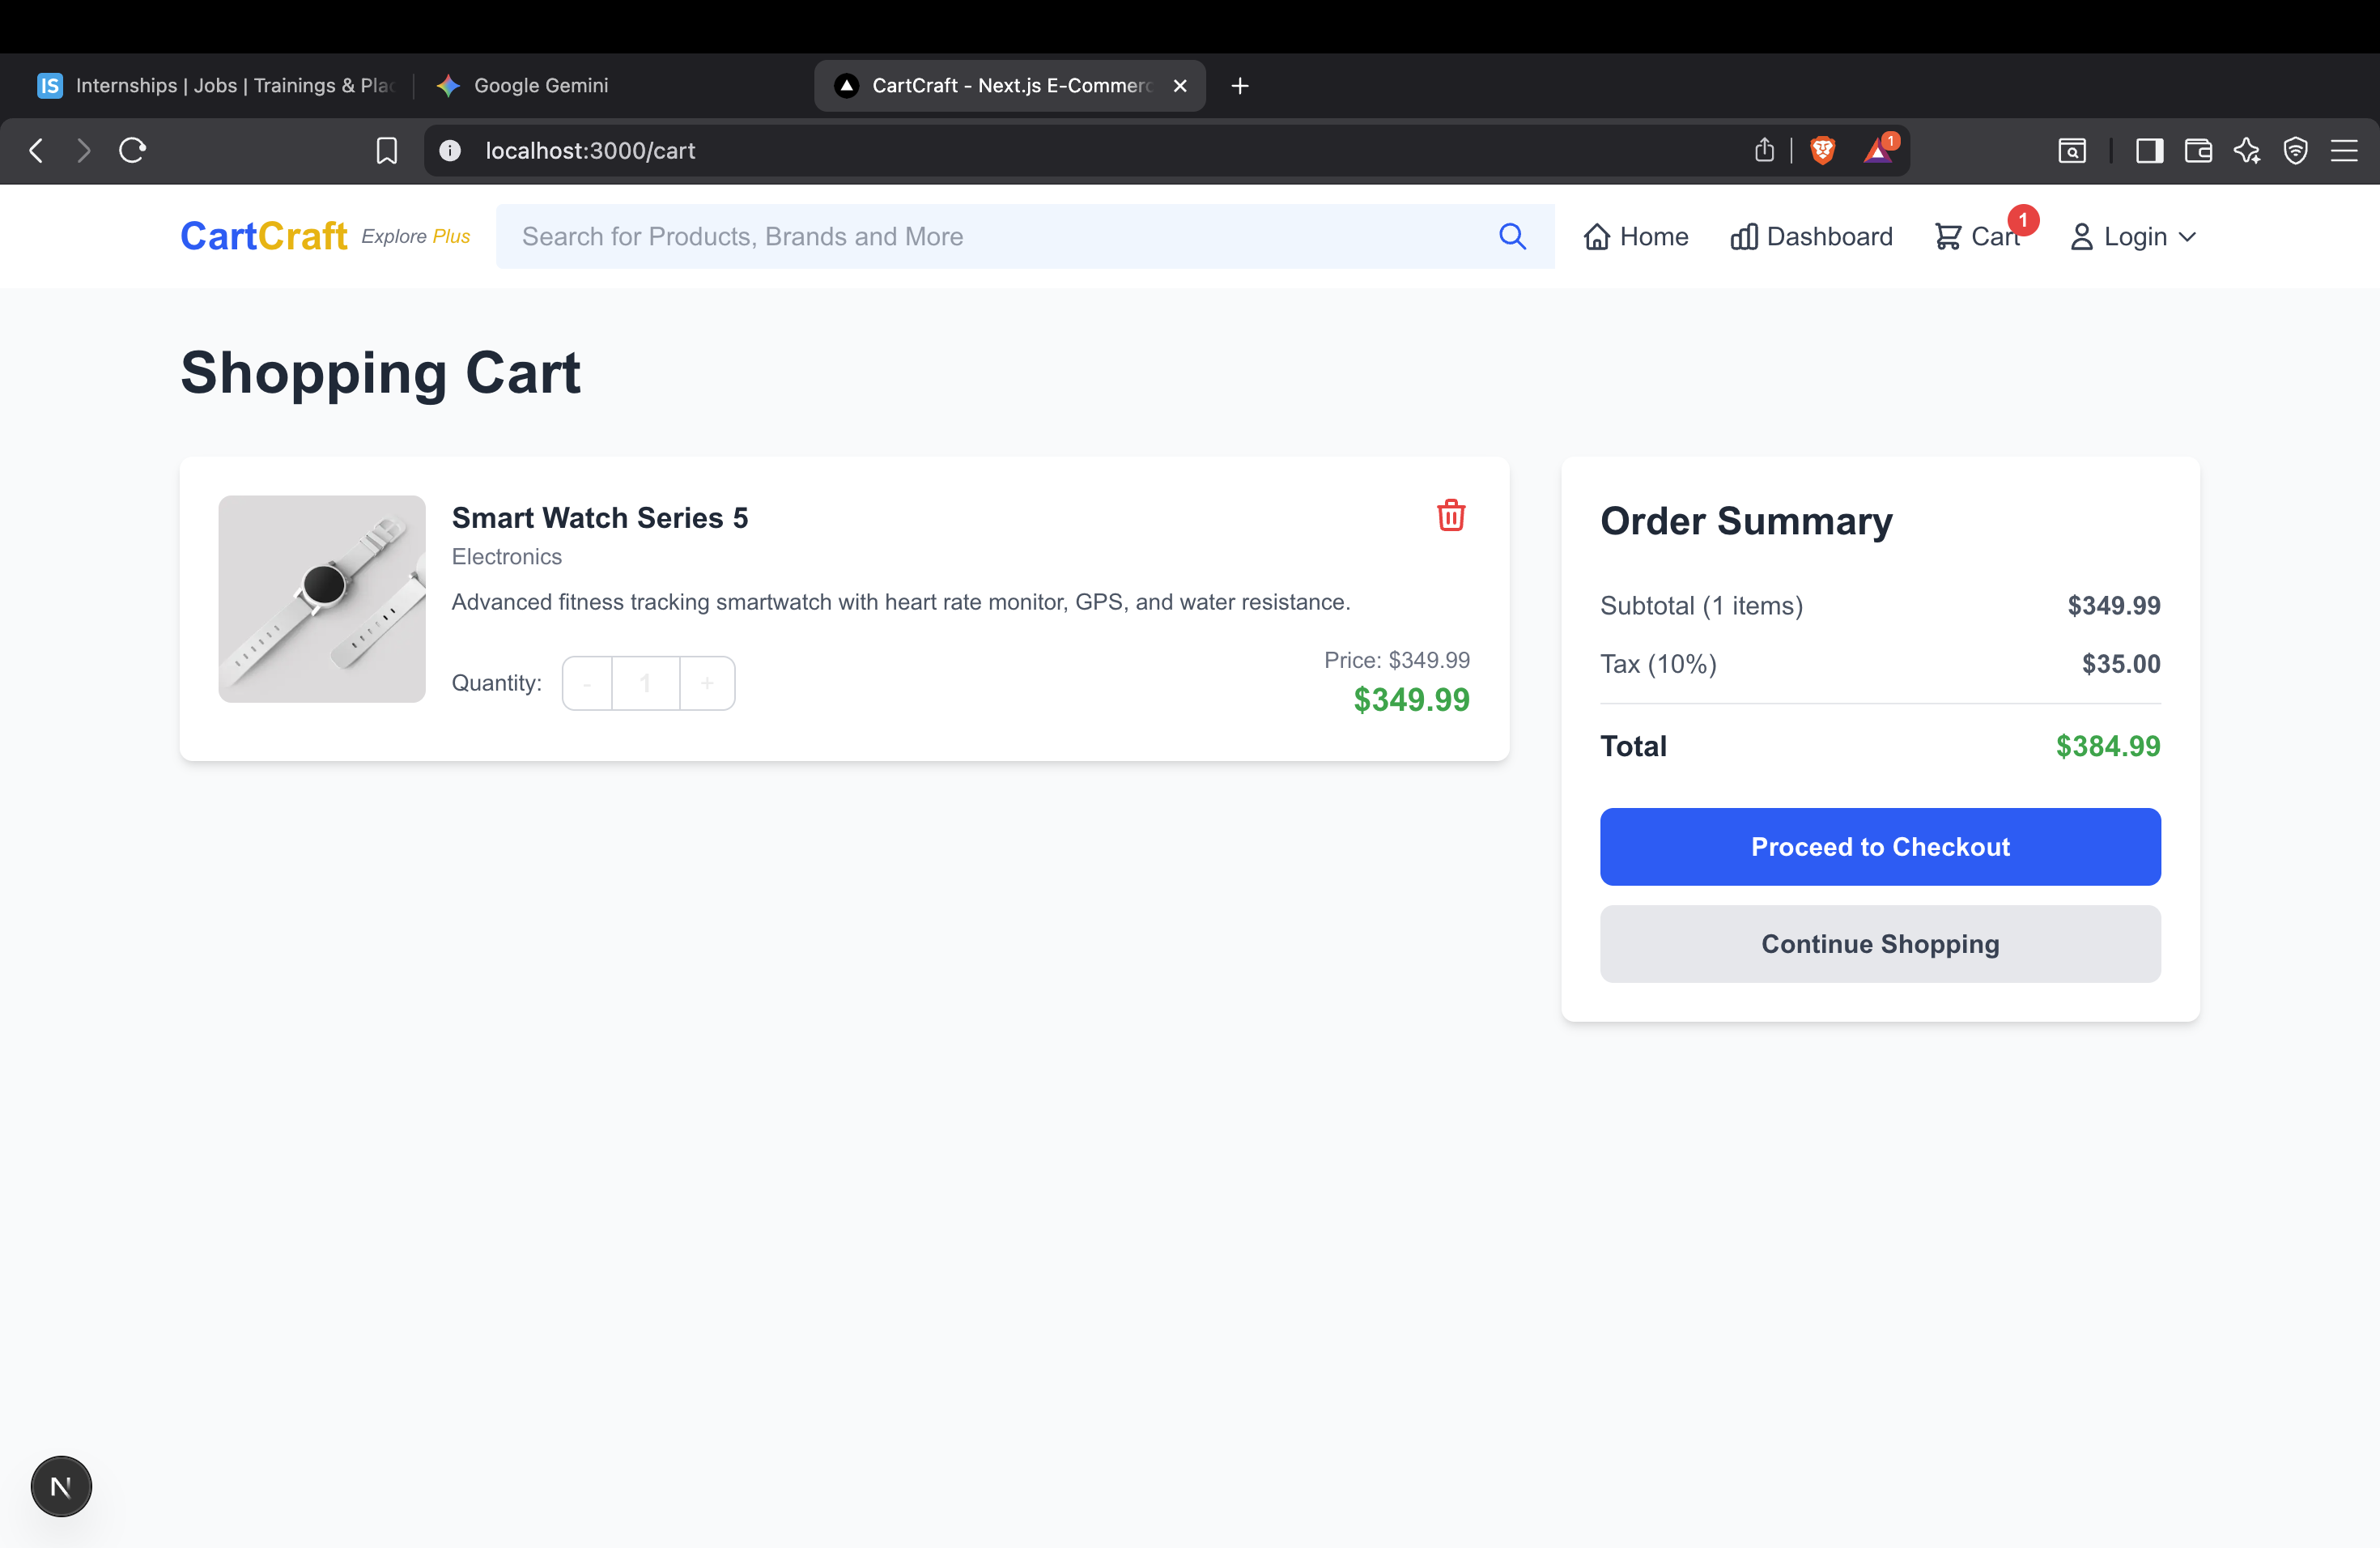 IS Internships | Jobs | Trainings & Pla
Google Gemini
CartCraft - Next.js E-Commerc
localhost:3000/cart
1
CartCraft Explore Plus
Search for Products, Brands and More
Home
Dashboard
Cart 1
Login
Shopping Cart
Smart Watch Series 5
Electronics
Advanced fitness tracking smartwatch with heart rate monitor, GPS, and water resistance.
Quantity: - 1 +
Price: $349.99
$349.99
Order Summary
Subtotal (1 items) $349.99
Tax (10%) $35.00
Total $384.99
Proceed to Checkout
Continue Shopping
N